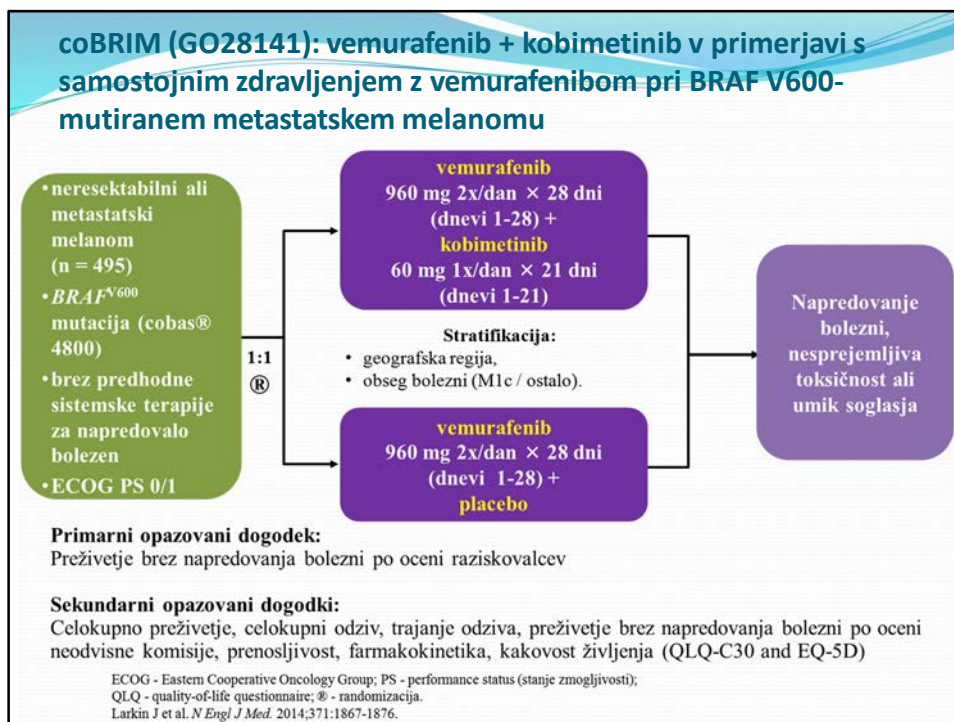 coBRIM (GO28141): vemurafenib + kobimetinib v primerjavi s
samostojnim zdravljenjem z vemurafenibom pri BRAF V600-
mutiranem metastatskem melanomu
•neresektabilni ali
metastatski
melanom
(n = 495)
•BRAFV600
mutacija (cobas®
4800)
•brez predhodne
sistemske terapije
za napredovalo
bolezen
•ECOG PS 0/1
1:1
®
vemurafenib
960 mg 2x/dan × 28 dni
(dnevi 1-28) +
kobimetinib
60 mg 1x/dan × 21 dni
(dnevi 1-21)
Stratifikacija:
• geografska regija,
• obseg bolezni (M1c / ostalo).
vemurafenib
960 mg 2x/dan × 28 dni
(dnevi 1-28) +
placebo
Napredovanje
bolezni,
nesprejemljiva
toksičnost ali
umik soglasja
Primarni opazovani dogodek:
Preživetje brez napredovanja bolezni po oceni raziskovalcev
Sekundarni opazovani dogodki:
Celokupno preživetje, celokupni odziv, trajanje odziva, preživetje brez napredovanja bolezni po oceni
neodvisne komisije, prenosljivost, farmakokinetika, kakovost življenja (QLQ-C30 and EQ-5D)
ECOG - Eastern Cooperative Oncology Group; PS - performance status (stanje zmogljivosti);
QLQ - quality-of-life questionnaire; ® - randomizacija.
Larkin J et al. N Engl J Med. 2014;371:1867-1876.